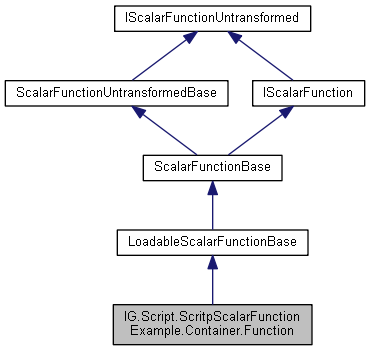 IScalarFunctionUntransformed
ScalarFunctionUntransformedBase
IScalarFunction
ScalarFunctionBase
LoadableScalarFunctionBase
IG.Script.ScritpScalarFunction
Example.Container.Function